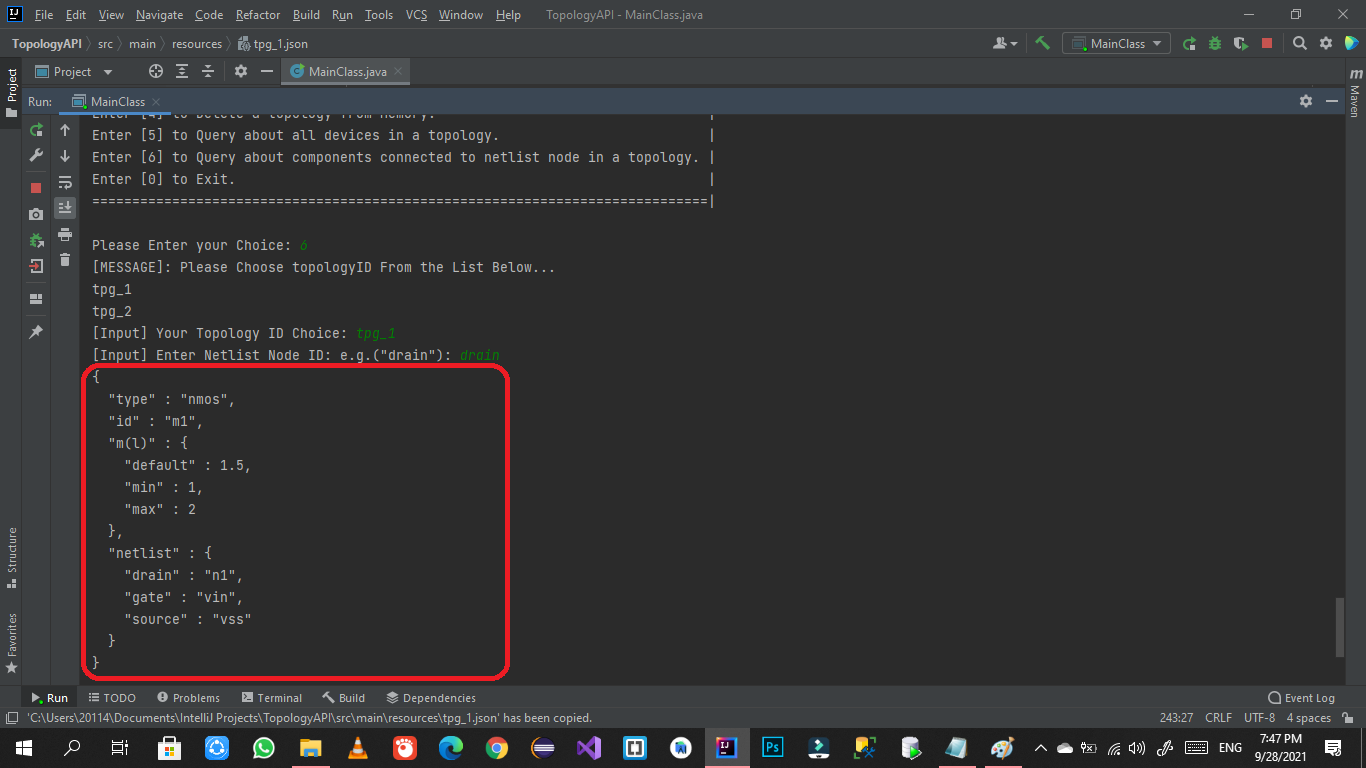 File Edit View Navigate Code Refactor Build Run Tools VCS Window Help TopologyAPI - MainClass.java
TopologyAPI src main resources tpg_1.json MainClass
Project MainClass.java
Project
Maven
Run: MainClass
Enter [4] to Delete a topology from memory. |
Enter [5] to Query about all devices in a topology. |
Enter [6] to Query about components connected to netlist node in a topology. |
Enter [0] to Exit. |
=============================================================================|
Please Enter your Choice: 6
[MESSAGE]: Please Choose topologyID From the List Below...
tpg_1
tpg_2
[Input] Your Topology ID Choice: tpg_1
[Input] Enter Netlist Node ID: e.g.("drain"): drain
{
"type" : "nmos",
"id" : "m1",
"m(l)" : {
"default" : 1.5,
"min" : 1,
"max" : 2
},
"netlist" : {
"drain" : "n1",
"gate" : "vin",
"source" : "vss"
}
}
Structure
Favorites
Run TODO Problems Terminal Build Dependencies Event Log
'C:\Users\20114\Documents\IntelliJ Projects\TopologyAPI\src\main\resources\tpg_1.json' has been copied. 243:27 CRLF UTF-8 4 spaces
ENG 7:47 PM
9/28/2021